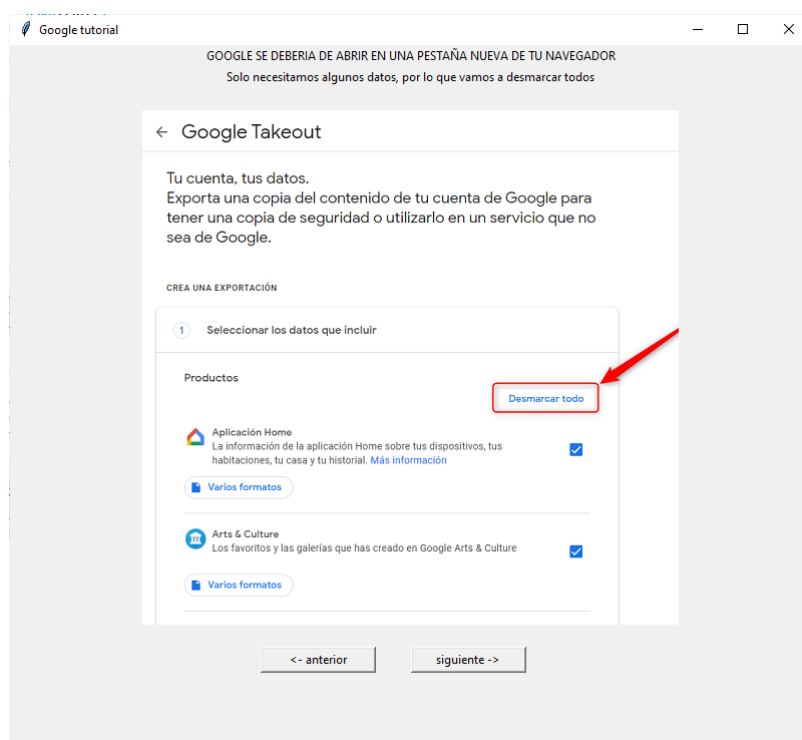 Google tutorial
GOOGLE SE DEBERIA DE ABRIR EN UNA PESTAÑA NUEVA DE TU NAVEGADOR
Solo necesitamos algunos datos, por lo que vamos a desmarcar todos
← Google Takeout
Tu cuenta, tus datos.
Exporta una copia del contenido de tu cuenta de Google para
tener una copia de seguridad o utilizarlo en un servicio que no
sea de Google.
CREA UNA EXPORTACIÓN
1 Seleccionar los datos que incluir
Productos
Desmarcar todo
Aplicación Home
La información de la aplicación Home sobre tus dispositivos, tus
habitaciones, tu casa y tu historial. Más información
Varios formatos
Arts & Culture
Los favoritos y las galerías que has creado en Google Arts & Culture
Varios formatos
<- anterior
siguiente ->